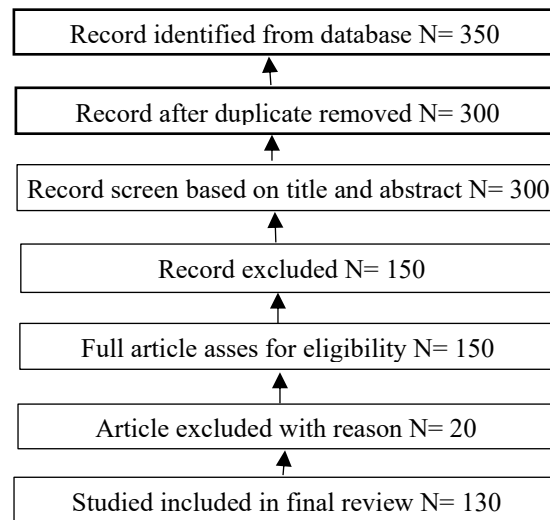 Record identified from database N= 350
Record after duplicate removed N= 300
Record screen based on title and abstract N= 300
Record excluded N= 150
Full article asses for eligibility N= 150
Article excluded with reason N= 20
Studied included in final review N= 130